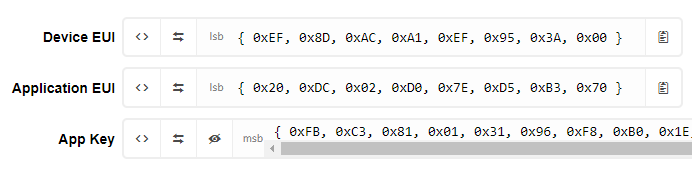 Device EUI <> lsb { 0xEF, 0x8D, 0xAC, 0xA1, 0xEF, 0x95, 0x3A, 0x00 }
Application EUI <> lsb { 0x20, 0xDC, 0x02, 0xD0, 0x7E, 0xD5, 0xB3, 0x70 }
App Key <> msb { 0xFB, 0xC3, 0x81, 0x01, 0x31, 0x96, 0xF8, 0xB0, 0x1E,